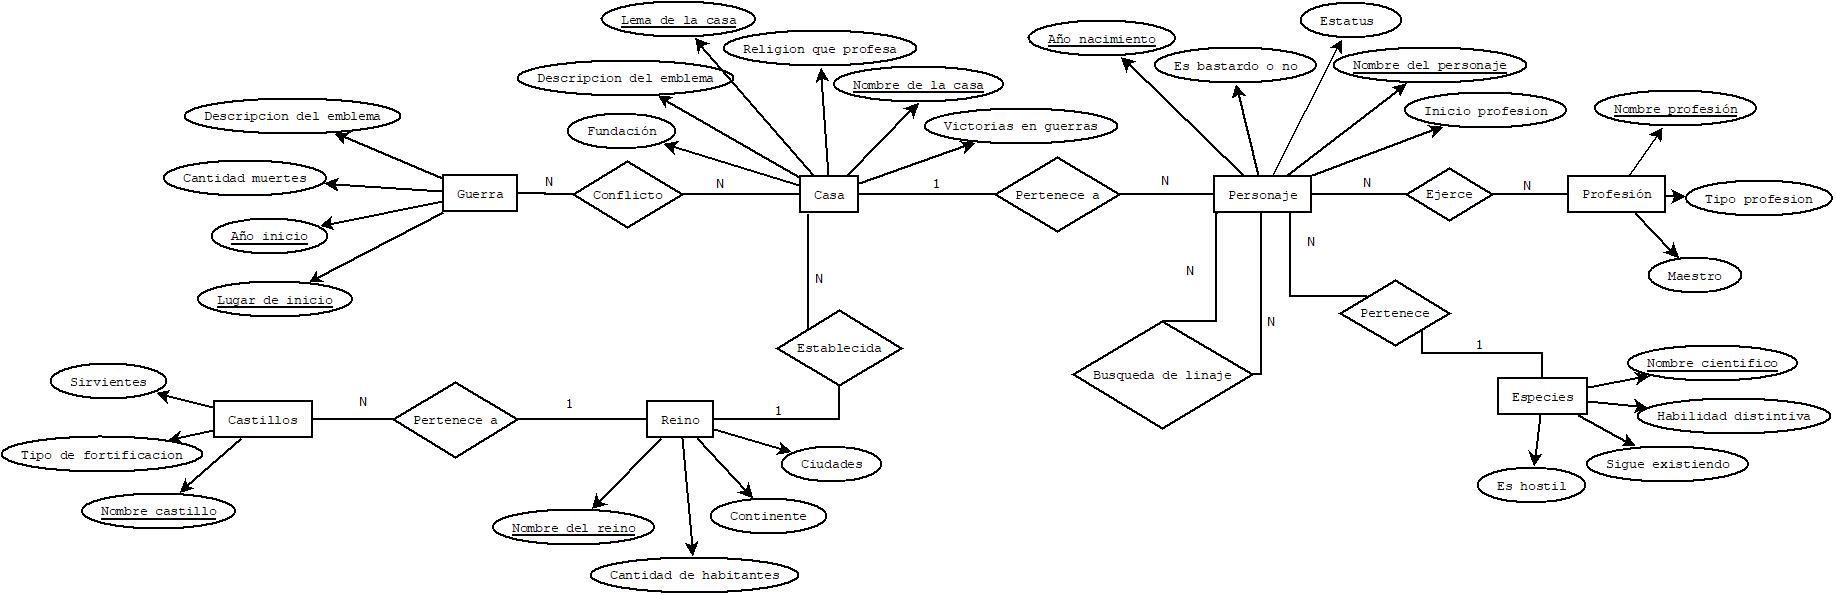 Lema de la casa
Religion que profesa
Descripcion del emblema
Nombre de la casa
Fundación
Victorias en guerras
Año nacimiento
Estatus
Es bastardo o no
Nombre del personaje
Inicio profesion
Nombre profesión
Descripcion del emblema
Cantidad muertes
Año inicio
Lugar de inicio
Guerra
N
Conflicto
N
Casa
1
Pertenece a
N
Personaje
N
Ejerce
N
Profesión
Tipo profesion
Maestro
N
Establecida
1
N
N
Busqueda de linaje
N
Pertenece
1
Especies
Nombre cientifico
Habilidad distintiva
Sigue existiendo
Es hostil
Sirvientes
Tipo de fortificacion
Nombre castillo
Castillos
N
Pertenece a
1
Reino
Ciudades
Continente
Nombre del reino
Cantidad de habitantes